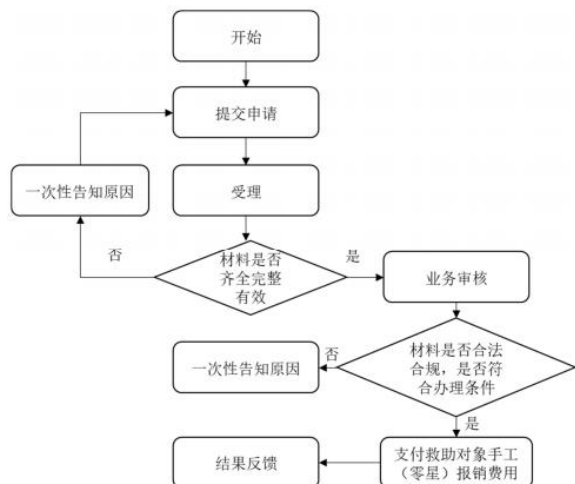 开始
提交申请
一次性告知原因
受理
否
材料是否
齐全完整
有效
是
业务审核
一次性告知原因
否
材料是否合法
合规，是否符
合办理条件
是
结果反馈
支付救助对象手工
（零星）报销费用